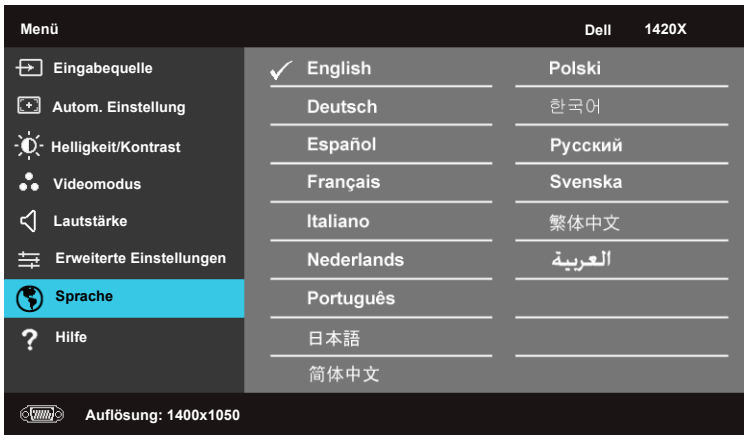 Menü
Dell 1420X
Eingabequelle
Autom. Einstellung
Helligkeit/Kontrast
Videomodus
Lautstärke
Erweiterte Einstellungen
Sprache
? Hilfe
English
Deutsch
Español
Français
Italiano
Nederlands
Português
日本語
简体中文
Polski
한국어
Русский
Svenska
繁体中文
العربية
Auflösung: 1400x1050